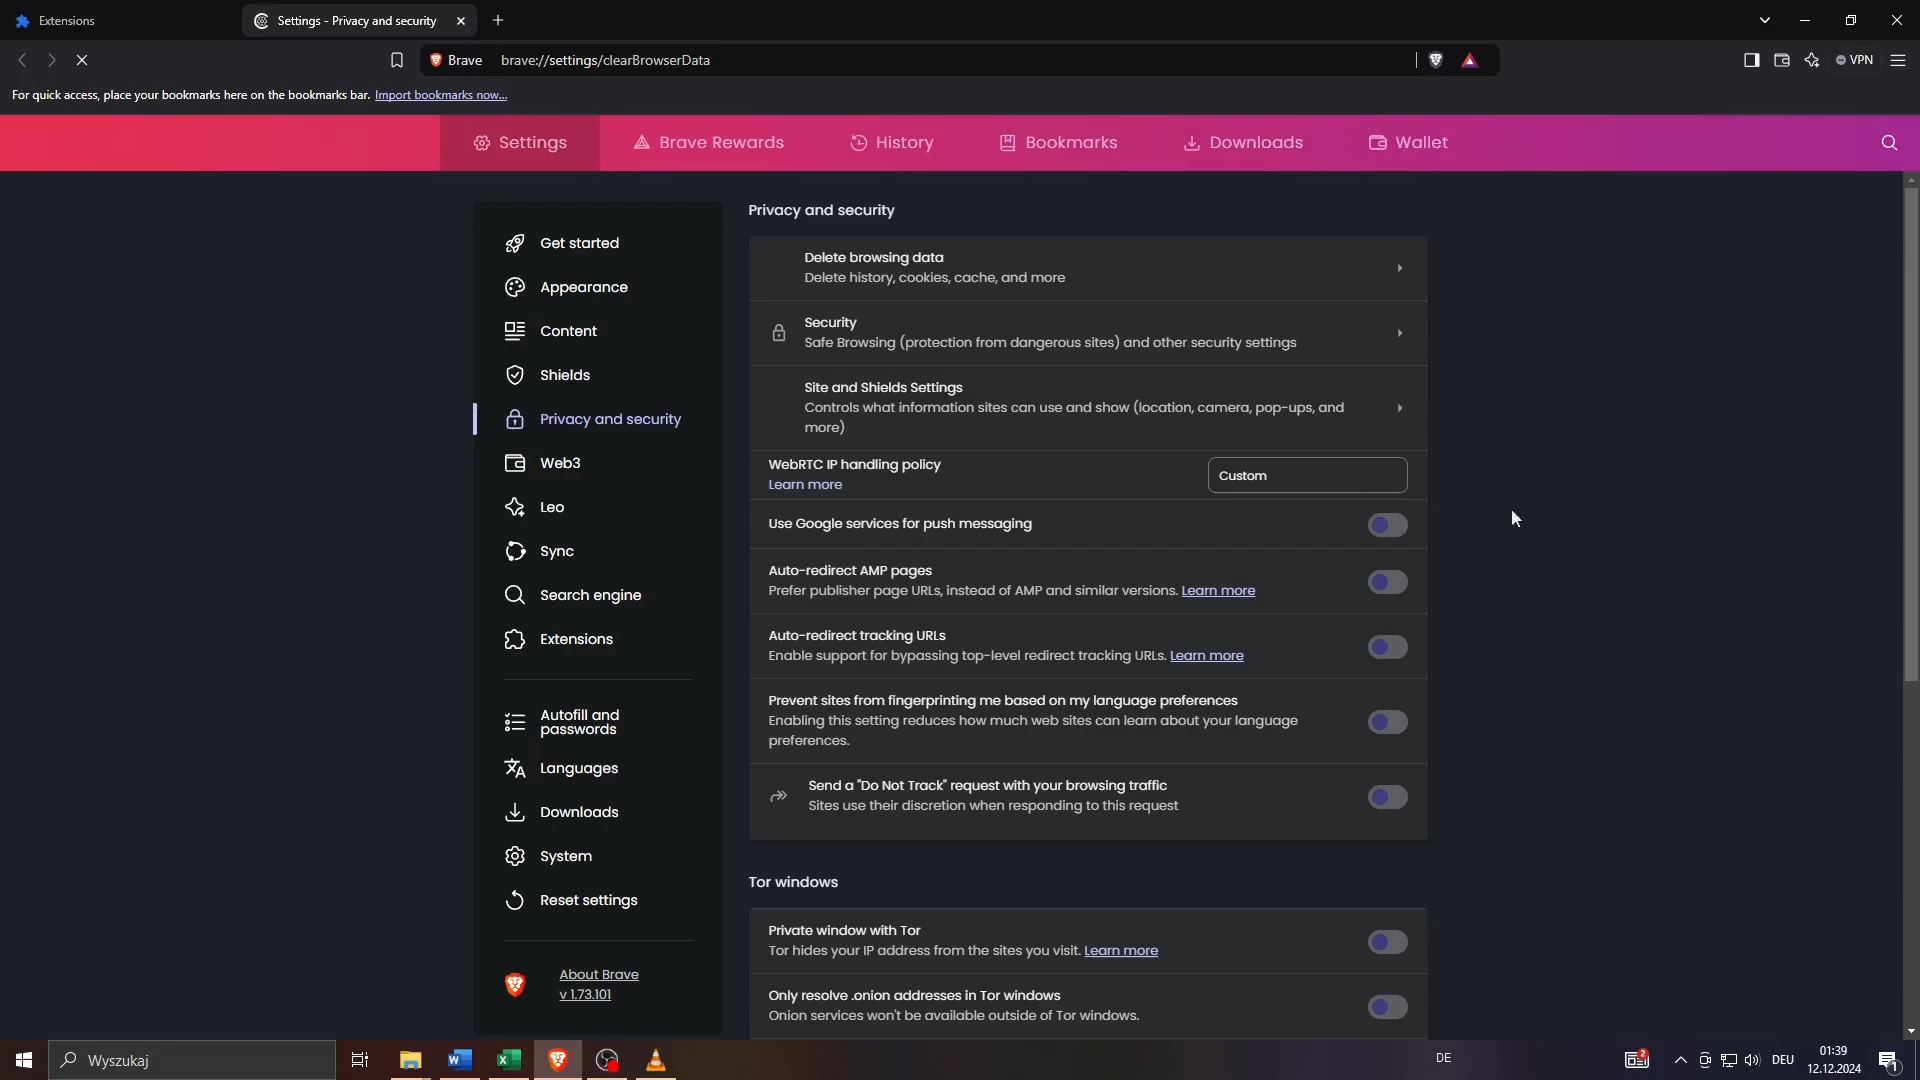 Extensions
Settings - Privacy and security
Brave
brave://settings/clearBrowserData
VPN
For quick access, place your bookmarks here on the bookmarks bar. Import bookmarks now...
Settings
Brave Rewards
History
Bookmarks
Downloads
Wallet
Get started
Appearance
Content
Shields
Privacy and security
Web3
Leo
Sync
Search engine
Extensions
Autofill and
passwords
Languages
Downloads
System
Reset settings
About Brave
v 1.73.101
Privacy and security
Delete browsing data
Delete history, cookies, cache, and more
Security
Safe Browsing (protection from dangerous sites) and other security settings
Site and Shields Settings
Controls what information sites can use and show (location, camera, pop-ups, and
more)
WebRTC IP handling policy
Learn more
Custom
Use Google services for push messaging
Auto-redirect AMP pages
Prefer publisher page URLs, instead of AMP and similar versions. Learn more
Auto-redirect tracking URLs
Enable support for bypassing top-level redirect tracking URLs. Learn more
Prevent sites from fingerprinting me based on my language preferences
Enabling this setting reduces how much web sites can learn about your language
preferences.
Send a "Do Not Track" request with your browsing traffic
Sites use their discretion when responding to this request
Tor windows
Private window with Tor
Tor hides your IP address from the sites you visit. Learn more
Only resolve .onion addresses in Tor windows
Onion services won't be available outside of Tor windows.
Wyszukaj
DE
2
DEU
01:39
12.12.2024
1